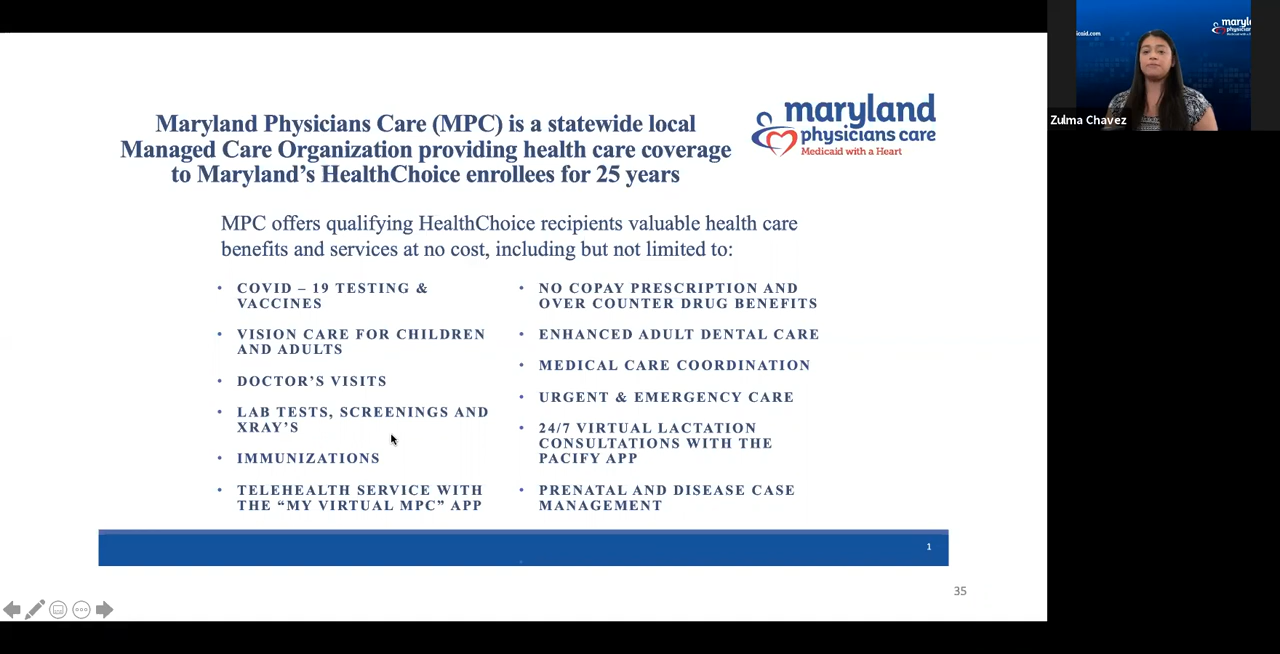 Maryland Physicians Care (MPC) is a statewide local
Managed Care Organization providing health care coverage
to Maryland’s HealthChoice enrollees for 25 years
maryland
physicians care
Medicaid with a Heart
MPC offers qualifying HealthChoice recipients valuable health care
benefits and services at no cost, including but not limited to:
• COVID – 19 TESTING &
VACCINES
• VISION CARE FOR CHILDREN
AND ADULTS
• DOCTOR’S VISITS
• LAB TESTS, SCREENINGS AND
XRAY’S
• IMMUNIZATIONS
• TELEHEALTH SERVICE WITH
THE “MY VIRTUAL MPC” APP
• NO COPAY PRESCRIPTION AND
OVER COUNTER DRUG BENEFITS
• ENHANCED ADULT DENTAL CARE
• MEDICAL CARE COORDINATION
• URGENT & EMERGENCY CARE
• 24/7 VIRTUAL LACTATION
CONSULTATIONS WITH THE
PACIFY APP
• PRENATAL AND DISEASE CASE
MANAGEMENT
1
35
Zulma Chavez